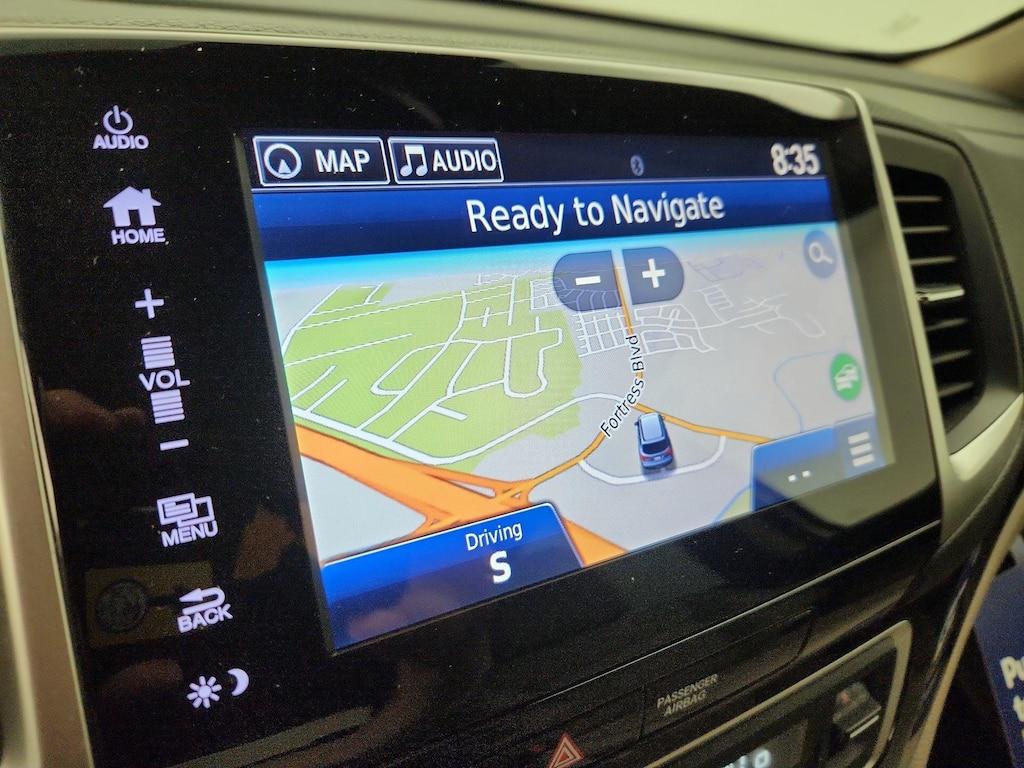 AUDIO
HOME
+
VOL
−
MENU
BACK
MAP
AUDIO
8:35
Ready to Navigate
− +
Fortress Blvd
Driving
S
--
PASSENGER
AIRBAG